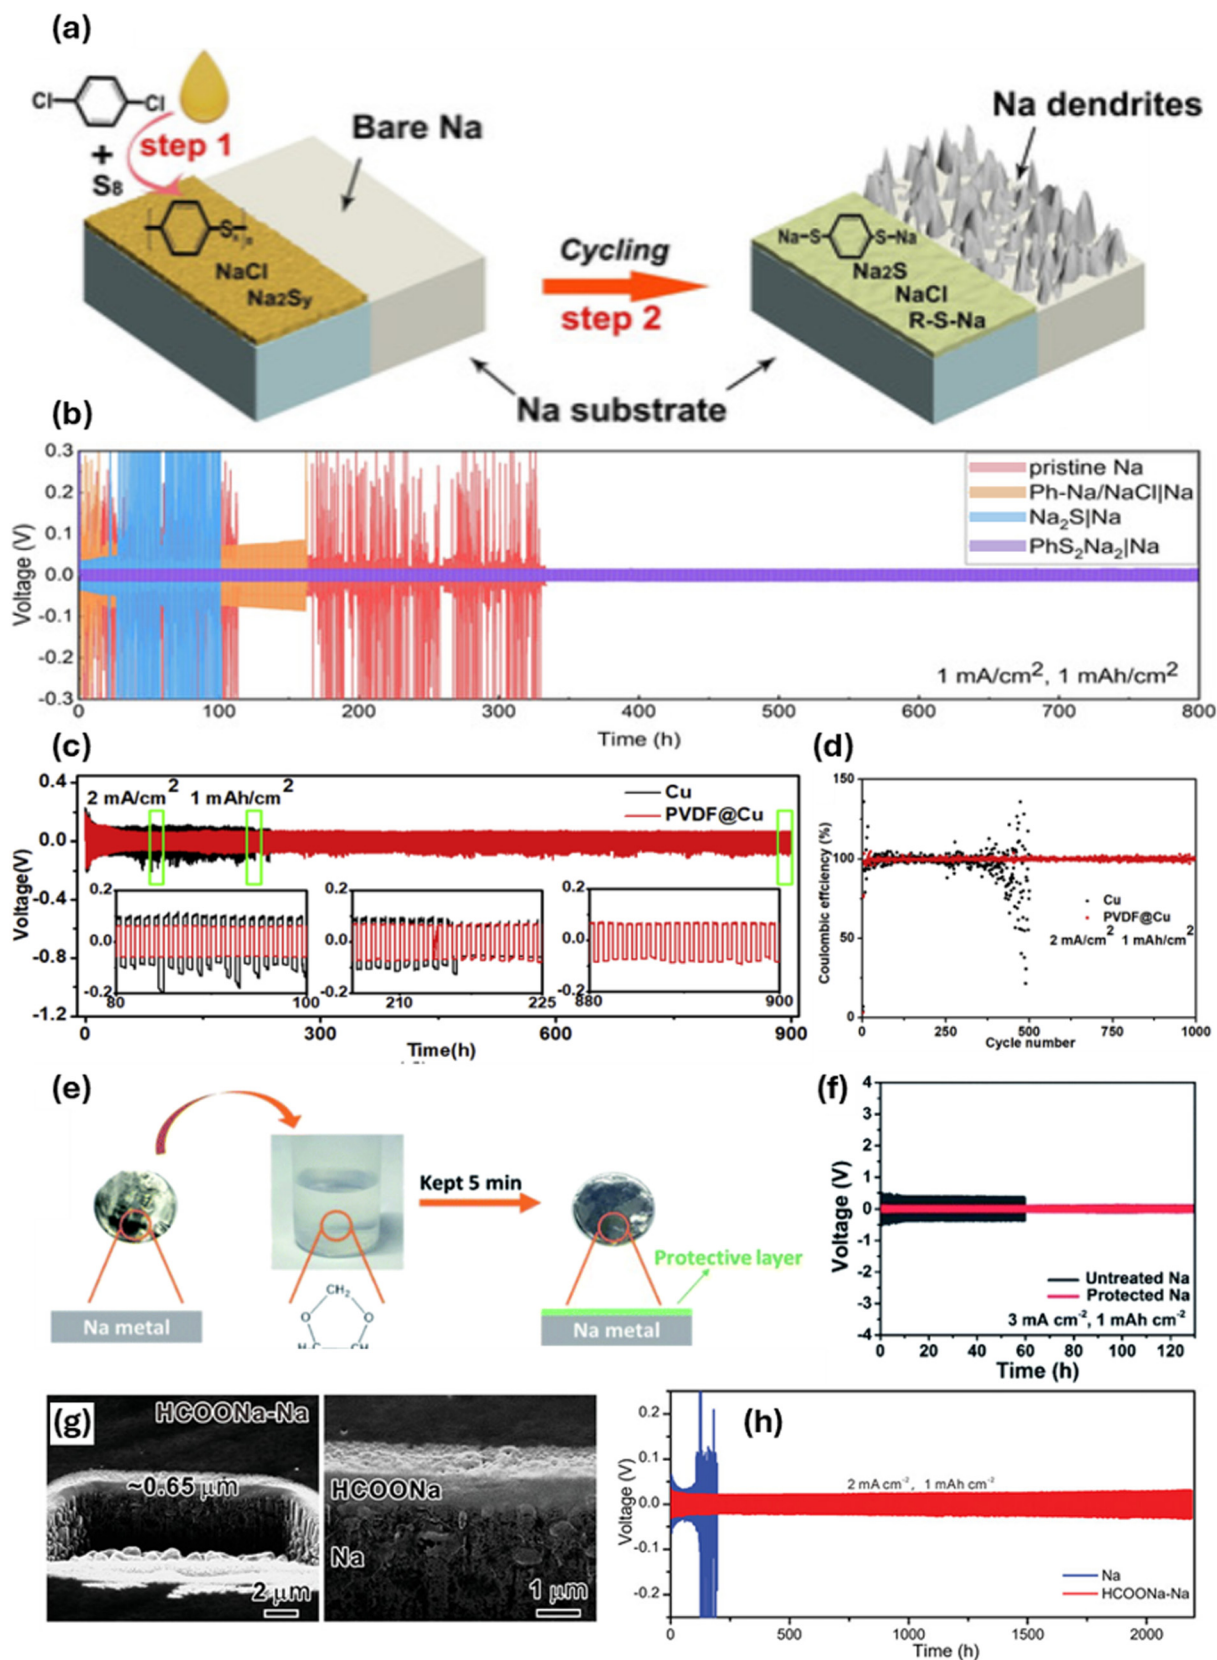 (a)
Cl
Cl
+
S8
step 1
Bare Na
Na dendrites
S
n
n
NaCl
Na2Sy
Cycling
step 2
Na-S
S-Na
Na2S
NaCl
R-S-Na
Na substrate
(b)
0.3
0.2
0.1
0.0
-0.1
-0.2
-0.3
Voltage (V)
pristine Na
Ph-Na/NaCl|Na
Na2S|Na
PhS2Na2|Na
1 mA/cm², 1 mAh/cm²
0 100 200 300 400 500 600 700 800
Time (h)
(c)
0.4
0.0
-0.4
-0.8
-1.2
Voltage(V)
2 mA/cm² 1 mAh/cm²
Cu
PVDF@Cu
0.2
0.0
-0.2
80 100
0.2
0.0
-0.2
210 225
0.2
0.0
-0.2
880 900
0 300 600 900
Time(h)
(d)
150
100
50
0
Coulombic effciency (%)
Cu
PVDF@Cu
2 mA/cm² 1 mAh/cm²
0 250 500 750 1000
Cycle number
(e)
Kept 5 min
Protective layer
Na metal
CH2
O
O
Na metal
(f)
4
3
2
1
0
-1
-2
-3
-4
Voltage (V)
Untreated Na
Protected Na
3 mA cm⁻², 1 mAh cm⁻²
0 20 40 60 80 100 120
Time (h)
(g)
HCOONa-Na
~0.65 μm
2 μm
HCOONa
Na
1 μm
(h)
0.2
0.1
0.0
-0.1
-0.2
Voltage (V)
2 mA cm⁻², 1 mAh cm⁻²
Na
HCOONa-Na
0 500 1000 1500 2000
Time (h)